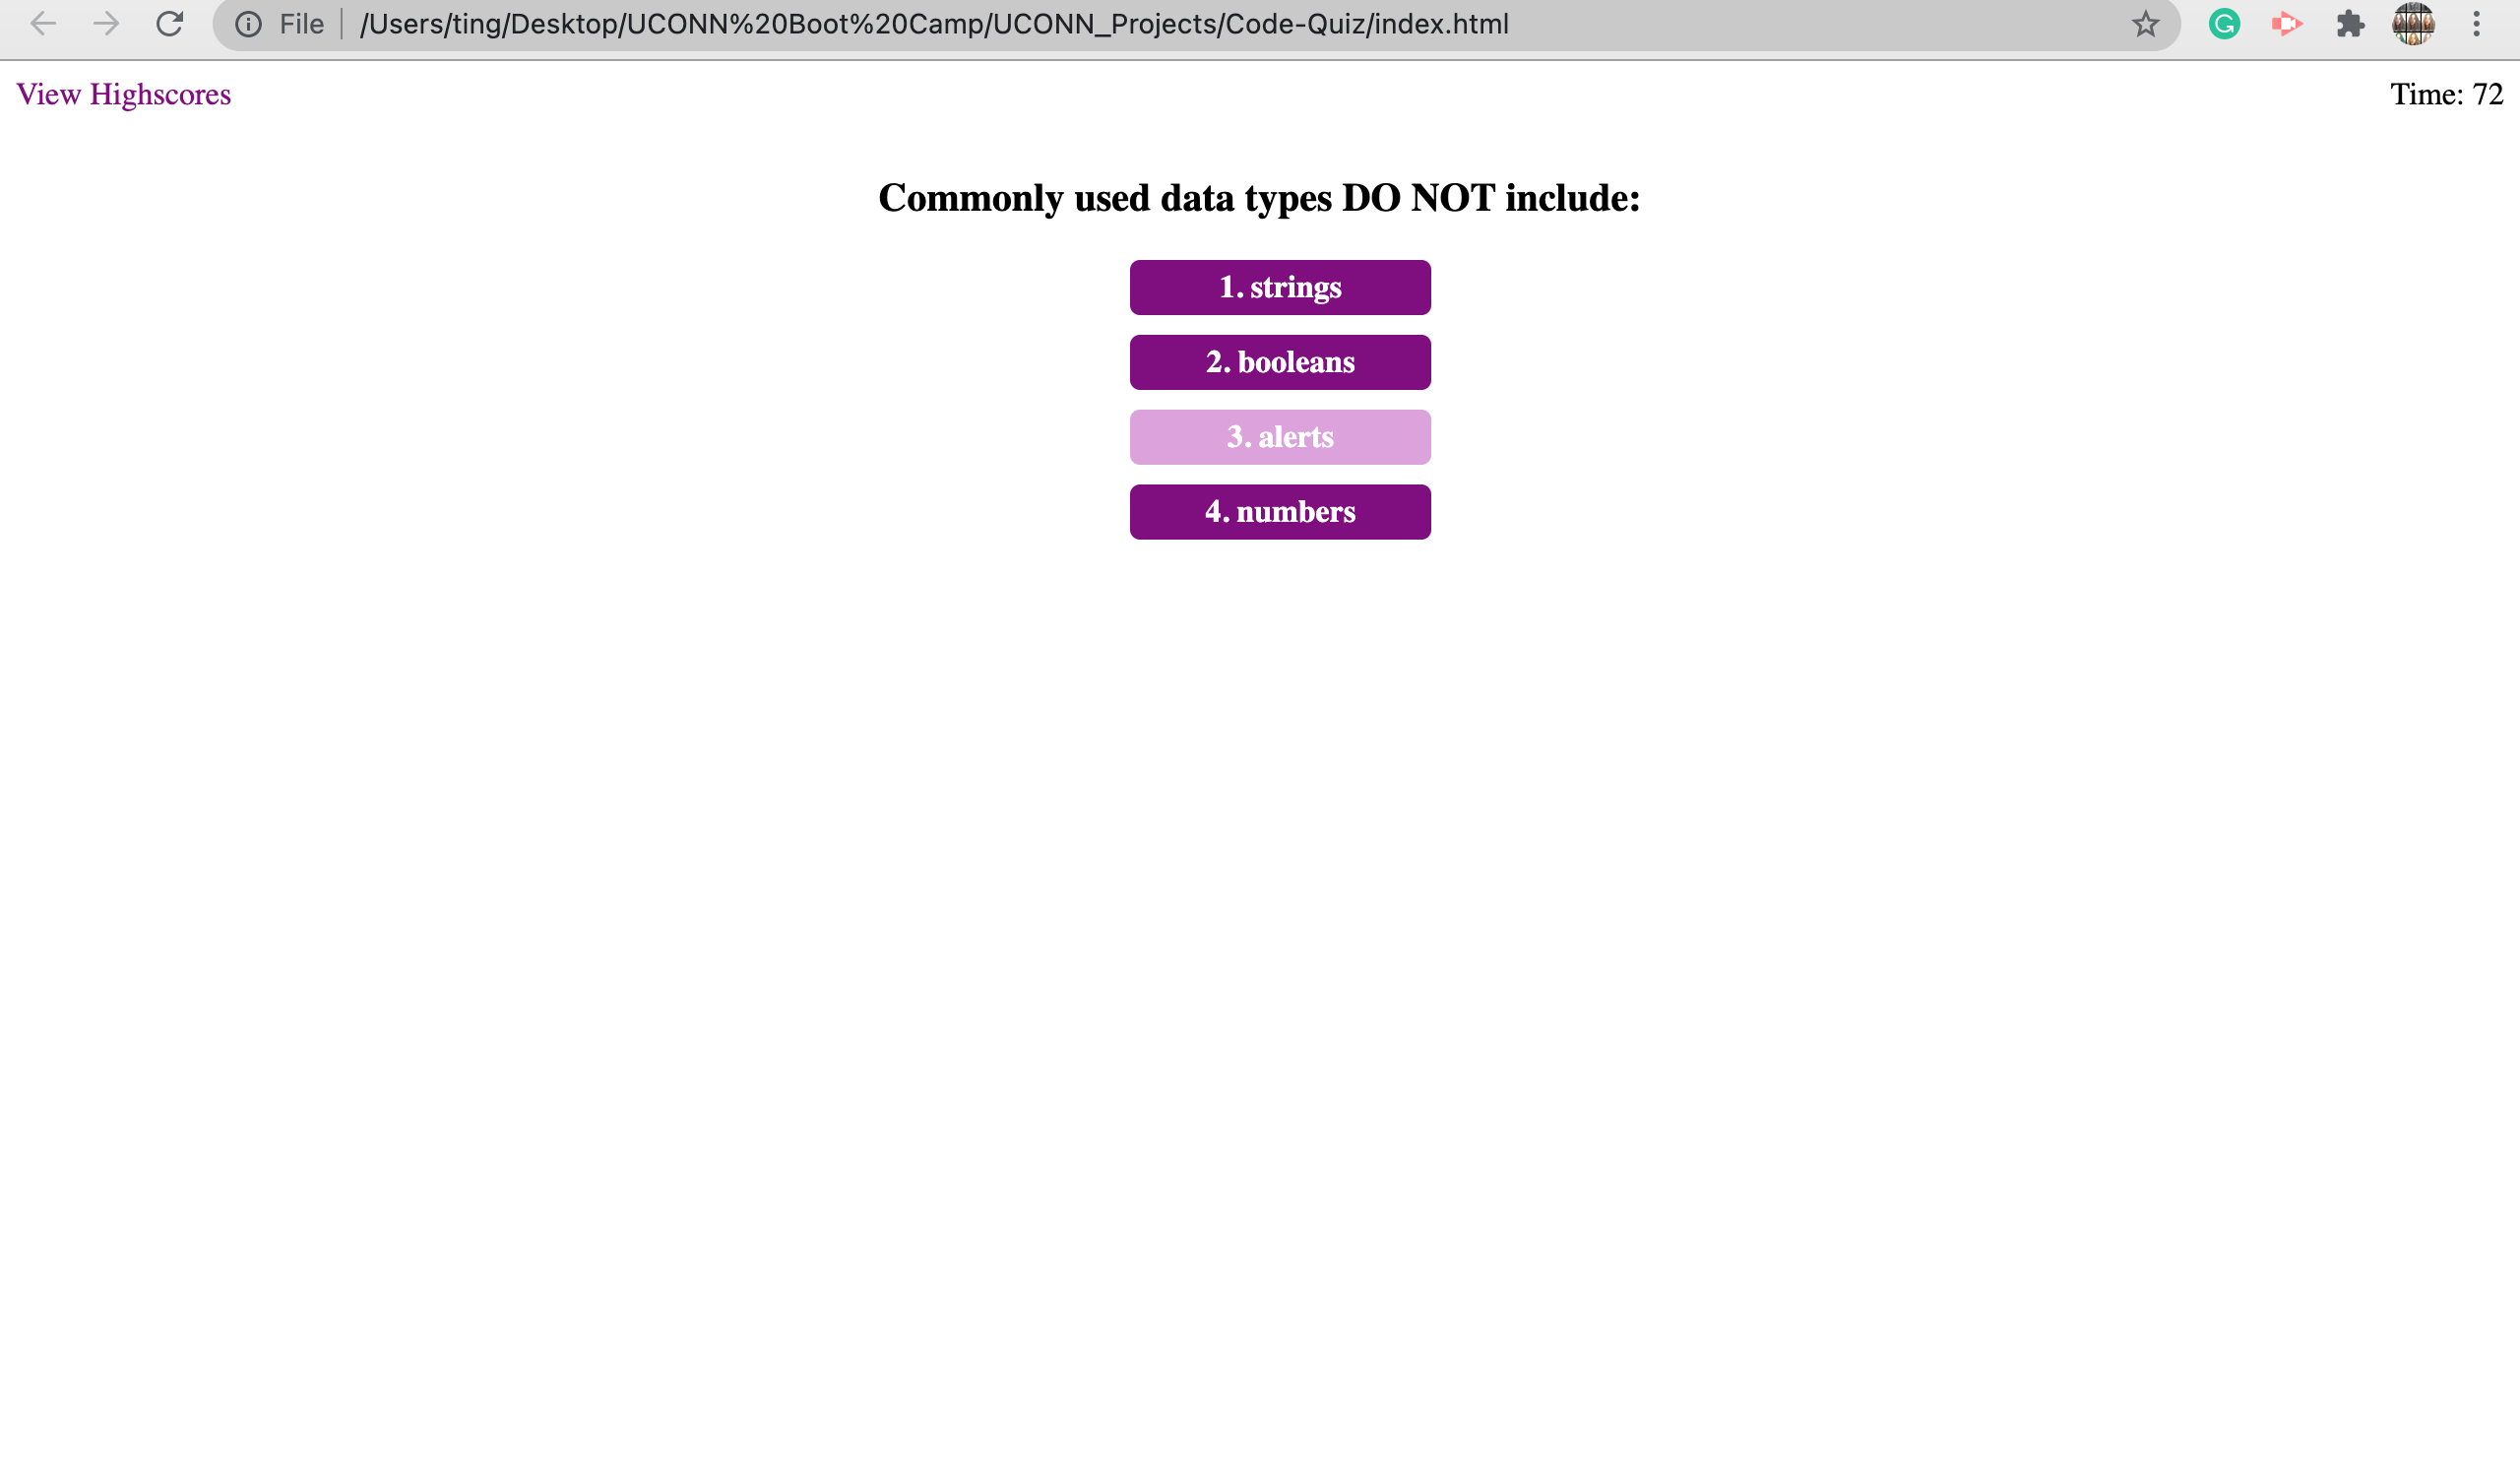 File /Users/ting/Desktop/UCONN%20Boot%20Camp/UCONN_Projects/Code-Quiz/index.html
View Highscores Time: 72
Commonly used data types DO NOT include:
1. strings
2. booleans
3. alerts
4. numbers